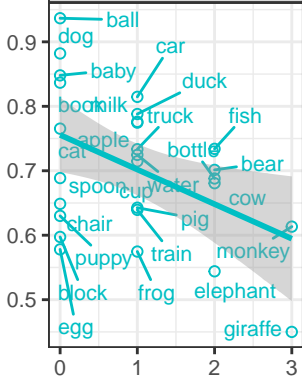 ball
0.9
dog
car
baby
duck
0.8
book
milk
truck
fish
apple
bottle
cat
bear
0.7
spoon
water
cup
cow
chair
pig
0.6
puppy
train
monkey
block
frog
elephant
0.5
egg
giraffe
0
1
2
3